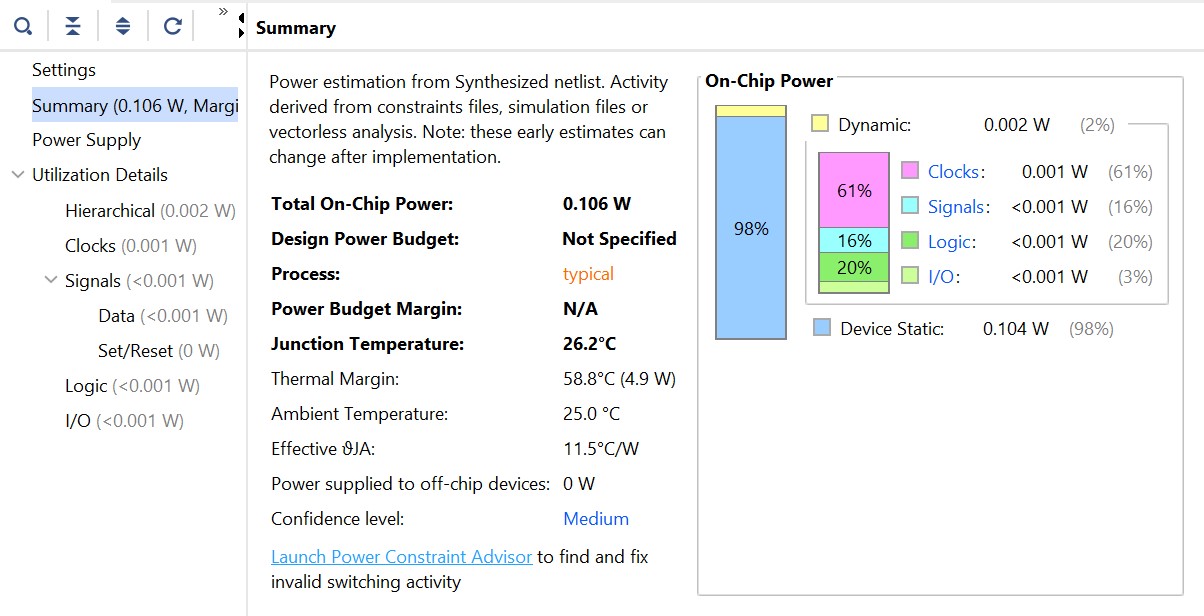 »
Summary
Settings
Summary (0.106 W, Margi
Power Supply
Utilization Details
Hierarchical (0.002 W)
Clocks (0.001 W)
Signals (<0.001 W)
Data (<0.001 W)
Set/Reset (0 W)
Logic (<0.001 W)
I/O (<0.001 W)
Power estimation from Synthesized netlist. Activity
derived from constraints files, simulation files or
vectorless analysis. Note: these early estimates can
change after implementation.
Total On-Chip Power: 0.106 W
Design Power Budget: Not Specified
Process: typical
Power Budget Margin: N/A
Junction Temperature: 26.2°C
Thermal Margin: 58.8°C (4.9 W)
Ambient Temperature: 25.0 °C
Effective ϑJA: 11.5°C/W
Power supplied to off-chip devices: 0 W
Confidence level: Medium
Launch Power Constraint Advisor to find and fix
invalid switching activity
On-Chip Power
98%
Dynamic: 0.002 W (2%)
61%
16%
20%
Clocks: 0.001 W (61%)
Signals: <0.001 W (16%)
Logic: <0.001 W (20%)
I/O: <0.001 W (3%)
Device Static: 0.104 W (98%)